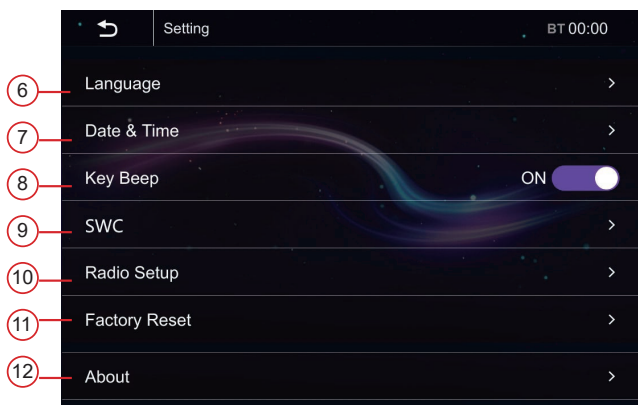 Setting BT 00:00
6 Language
7 Date & Time
8 Key Beep ON
9 SWC
10 Radio Setup
11 Factory Reset
12 About